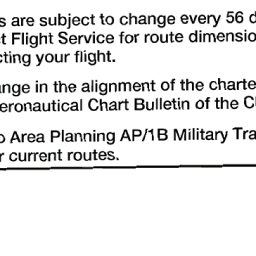 s are subject to change every 56 d
t Flight Service for route dimensio
cting your flight.
nge in the alignment of the charte
eronautical Chart Bulletin of the C
o Area Planning AP/1B Military Tra
r current routes.